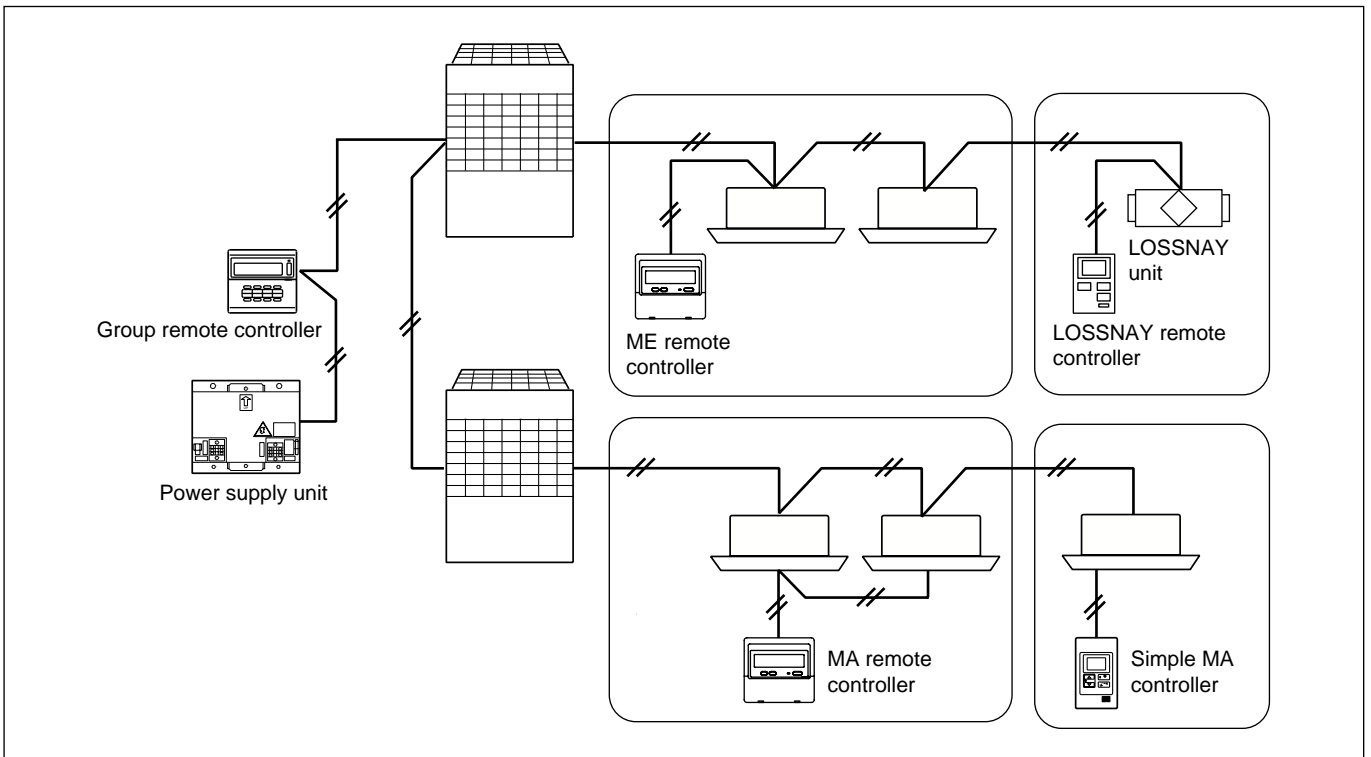 LOSSNAY
unit
Group remote controller
ME remote
controller
LOSSNAY remote
controller
Power supply unit
MA remote
controller
Simple MA
controller